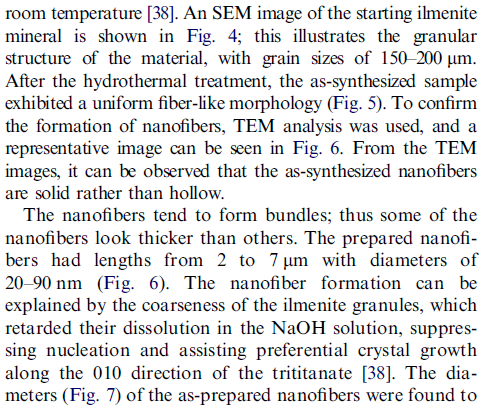 room temperature [38]. An SEM image of the starting ilmenite
mineral is shown in Fig. 4; this illustrates the granular
structure of the material, with grain sizes of 150–200 μm.
After the hydrothermal treatment, the as-synthesized sample
exhibited a uniform fiber-like morphology (Fig. 5). To confirm
the formation of nanofibers, TEM analysis was used, and a
representative image can be seen in Fig. 6. From the TEM
images, it can be observed that the as-synthesized nanofibers
are solid rather than hollow.
The nanofibers tend to form bundles; thus some of the
nanofibers look thicker than others. The prepared nanofi-
bers had lengths from 2 to 7 μm with diameters of
20–90 nm (Fig. 6). The nanofiber formation can be
explained by the coarseness of the ilmenite granules, which
retarded their dissolution in the NaOH solution, suppres-
sing nucleation and assisting preferential crystal growth
along the 010 direction of the trititanate [38]. The dia-
meters (Fig. 7) of the as-prepared nanofibers were found to